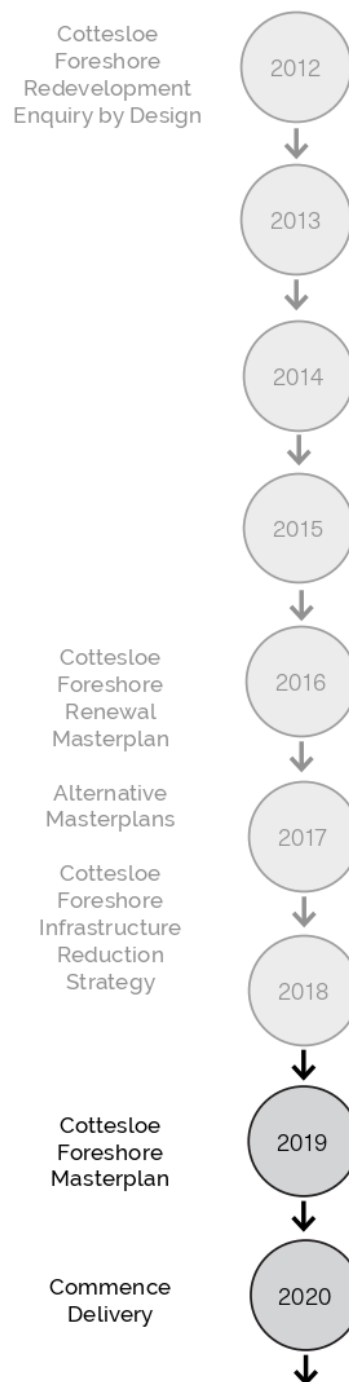 Cottesloe
Foreshore
Redevelopment
Enquiry by Design
2012
2013
2014
2015
Cottesloe
Foreshore
Renewal
Masterplan
2016
Alternative
Masterplans
2017
Cottesloe
Foreshore
Infrastructure
Reduction
Strategy
2018
Cottesloe
Foreshore
Masterplan
2019
Commence
Delivery
2020